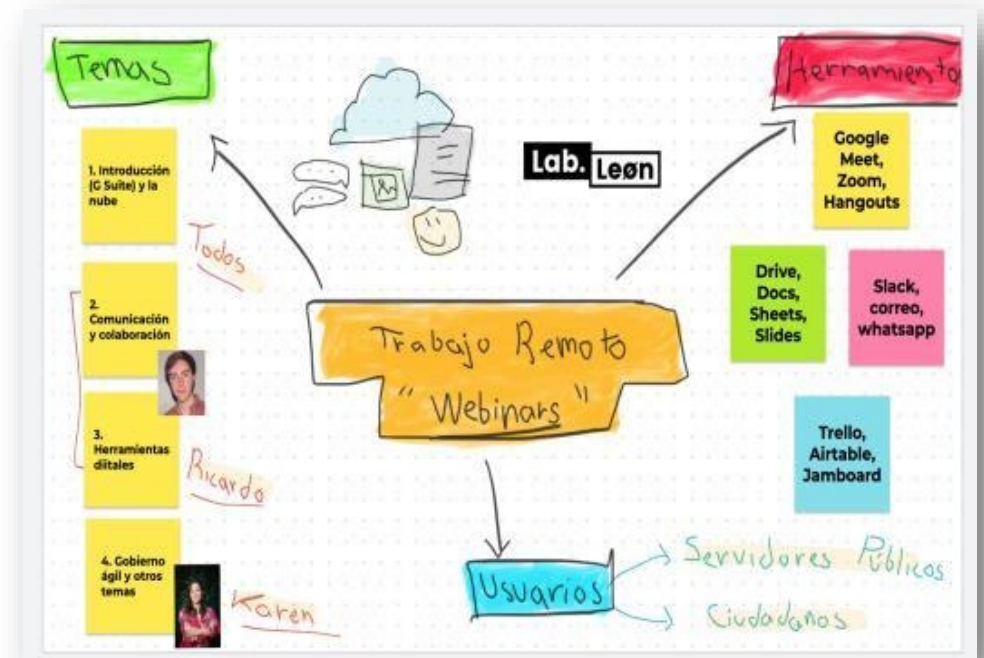 Temas
1. Introducción
(G Suite) y la
nube
Todos
2.
Comunicación
y colaboración
3.
Herramientas
diitales
Ricardo
4. Gobierno
ágil y otros
temas
Karen
Lab. Leøn
Trabajo Remoto
"Webinars"
Usuarios
Servidores Públicos
Ciudadanos
Herramienta
Google
Meet,
Zoom,
Hangouts
Drive,
Docs,
Sheets,
Slides
Slack,
correo,
whatsapp
Trello,
Airtable,
Jamboard